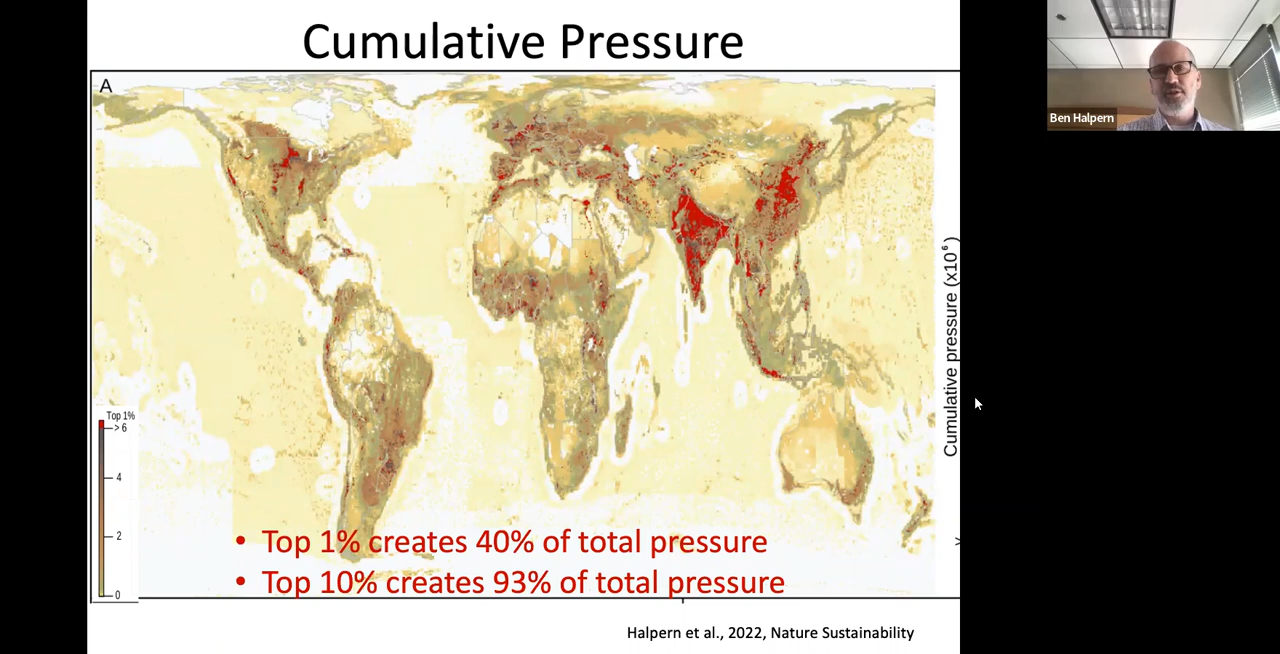 Cumulative Pressure
Ben Halpern
A
Cumulative pressure (x10⁶)
Top 1%
> 6
4
2
0
>
• Top 1% creates 40% of total pressure
• Top 10% creates 93% of total pressure
Halpern et al., 2022, Nature Sustainability